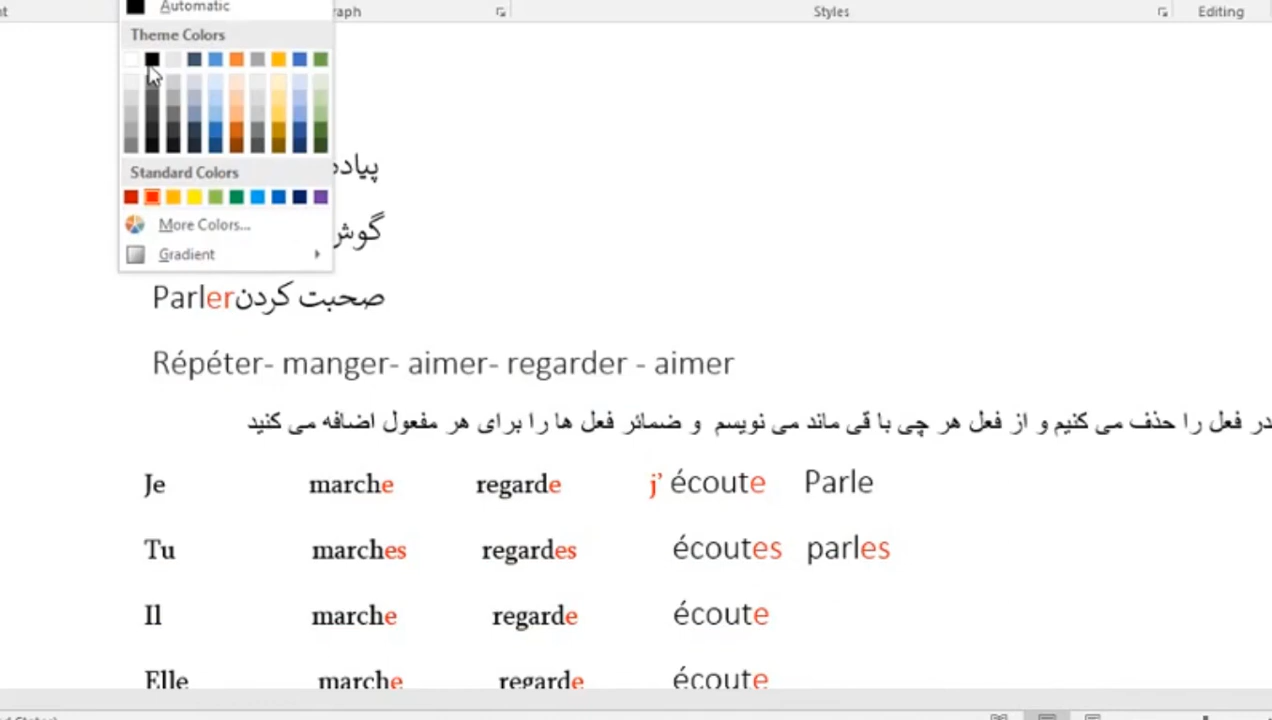 Automatic
Styles
Editing
Theme Colors
Standard Colors
More Colors...
Gradient
گوش
Parlerصحبت کردن
Répéter- manger- aimer- regarder - aimer
در فعل را حذف می کنیم و از فعل هر چی با قی ماند می نویسم و ضمائر فعل ها را برای هر مفعول اضافه می کنید
Je marche regarde j' écoute Parle
Tu marches regardes écoutes parles
Il marche regarde écoute
Elle marche regarde écoute